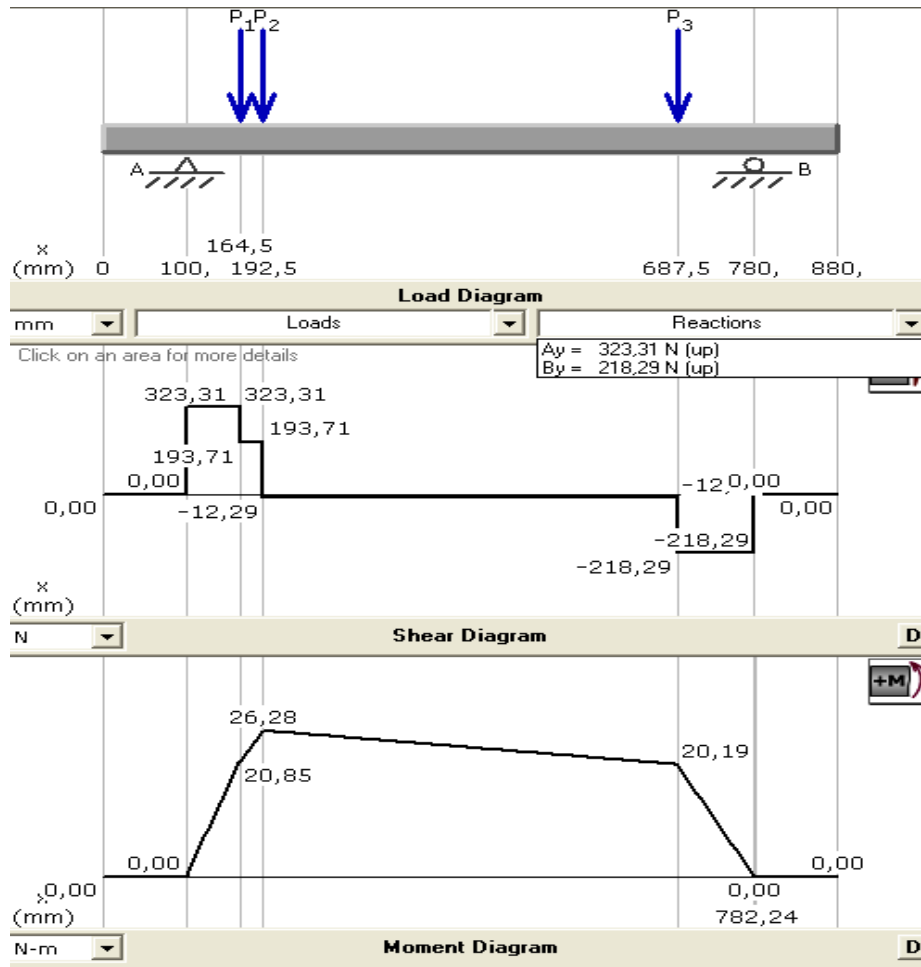 P1P2 P3
A B
164,5
x
(mm) 0 100, 192,5 687,5 780, 880,
Load Diagram
mm Loads Reactions
Click on an area for more details
Ay = 323,31 N (up)
By = 218,29 N (up)
323,31 323,31
193,71
193,71
0,00 -12, 0,00
0,00 -12,29 0,00
-218,29
-218,29
x
(mm)
N Shear Diagram D
+M
26,28
20,19
20,85
0,00 0,00
0,00 0,00
x
(mm) 782,24
N-m Moment Diagram D